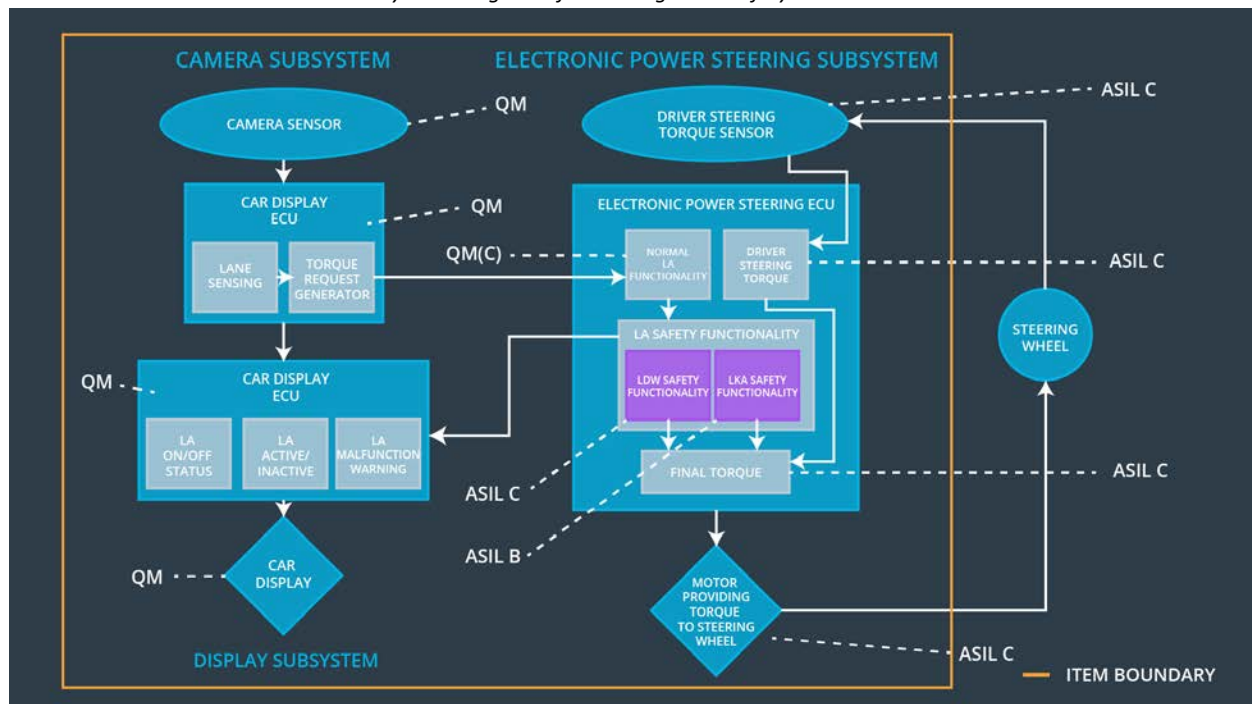 CAMERA SUBSYSTEM
ELECTRONIC POWER STEERING SUBSYSTEM
CAMERA SENSOR
QM
DRIVER STEERING
TORQUE SENSOR
ASIL C
CAR DISPLAY
ECU
QM
LANE
SENSING
TORQUE
REQUEST
GENERATOR
ELECTRONIC POWER STEERING ECU
QM(C)
NORMAL
LA
FUNCTIONALITY
DRIVER
STEERING
TORQUE
ASIL C
LA SAFETY FUNCTIONALITY
LDW SAFETY
FUNCTIONALITY
LKA SAFETY
FUNCTIONALITY
STEERING
WHEEL
QM
CAR DISPLAY
ECU
LA
ON/OFF
STATUS
LA
ACTIVE/
INACTIVE
LA
MALFUNCTION
WARNING
FINAL TORQUE
ASIL C
ASIL C
ASIL B
QM
CAR
DISPLAY
MOTOR
PROVIDING
TORQUE
TO STEERING
WHEEL
ASIL C
DISPLAY SUBSYSTEM
ITEM BOUNDARY